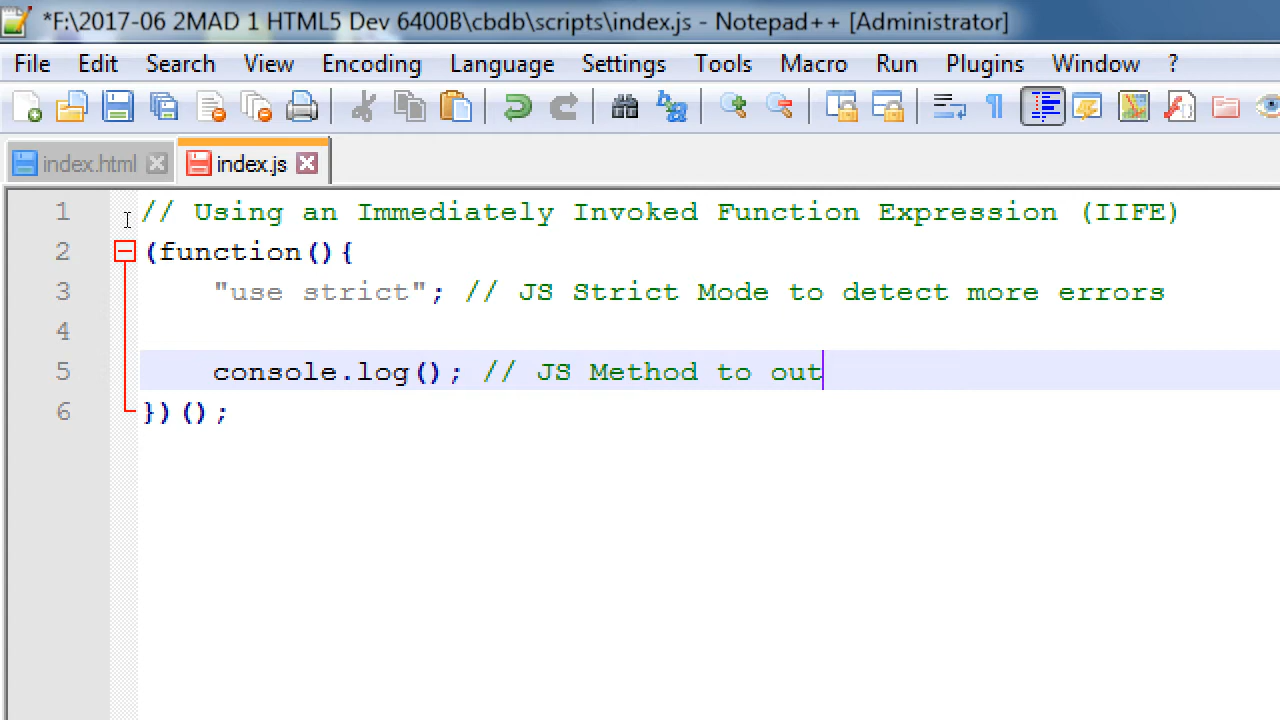 *F:\2017-06 2MAD 1 HTML5 Dev 6400B\cbdb\scripts\index.js - Notepad++ [Administrator]
File Edit Search View Encoding Language Settings Tools Macro Run Plugins Window ?
index.html index.js
1 // Using an Immediately Invoked Function Expression (IIFE)
2 (function(){
3 "use strict"; // JS Strict Mode to detect more errors
4
5 console.log(); // JS Method to out
6 })();